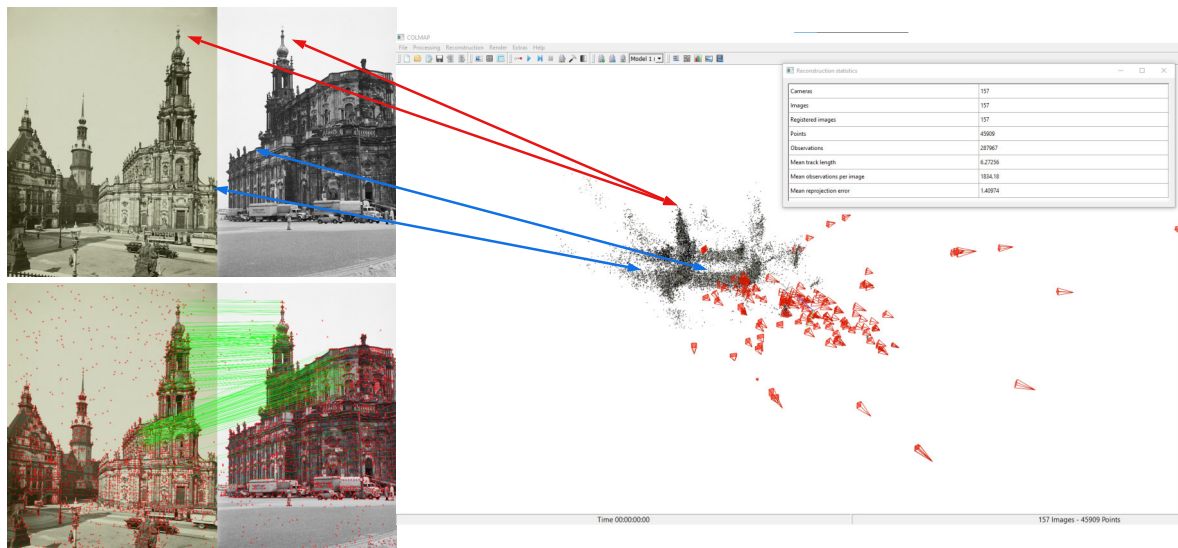 COLMAP
File Processing Reconstruction Render Extras Help
Model 1 (
Reconstruction statistics
Cameras 157
Images 157
Registered images 157
Points 45909
Observations 287967
Mean track length 6.27256
Mean observations per image 1834.18
Mean reprojection error 1.40974
Time 00:00:00:00
157 Images - 45909 Points